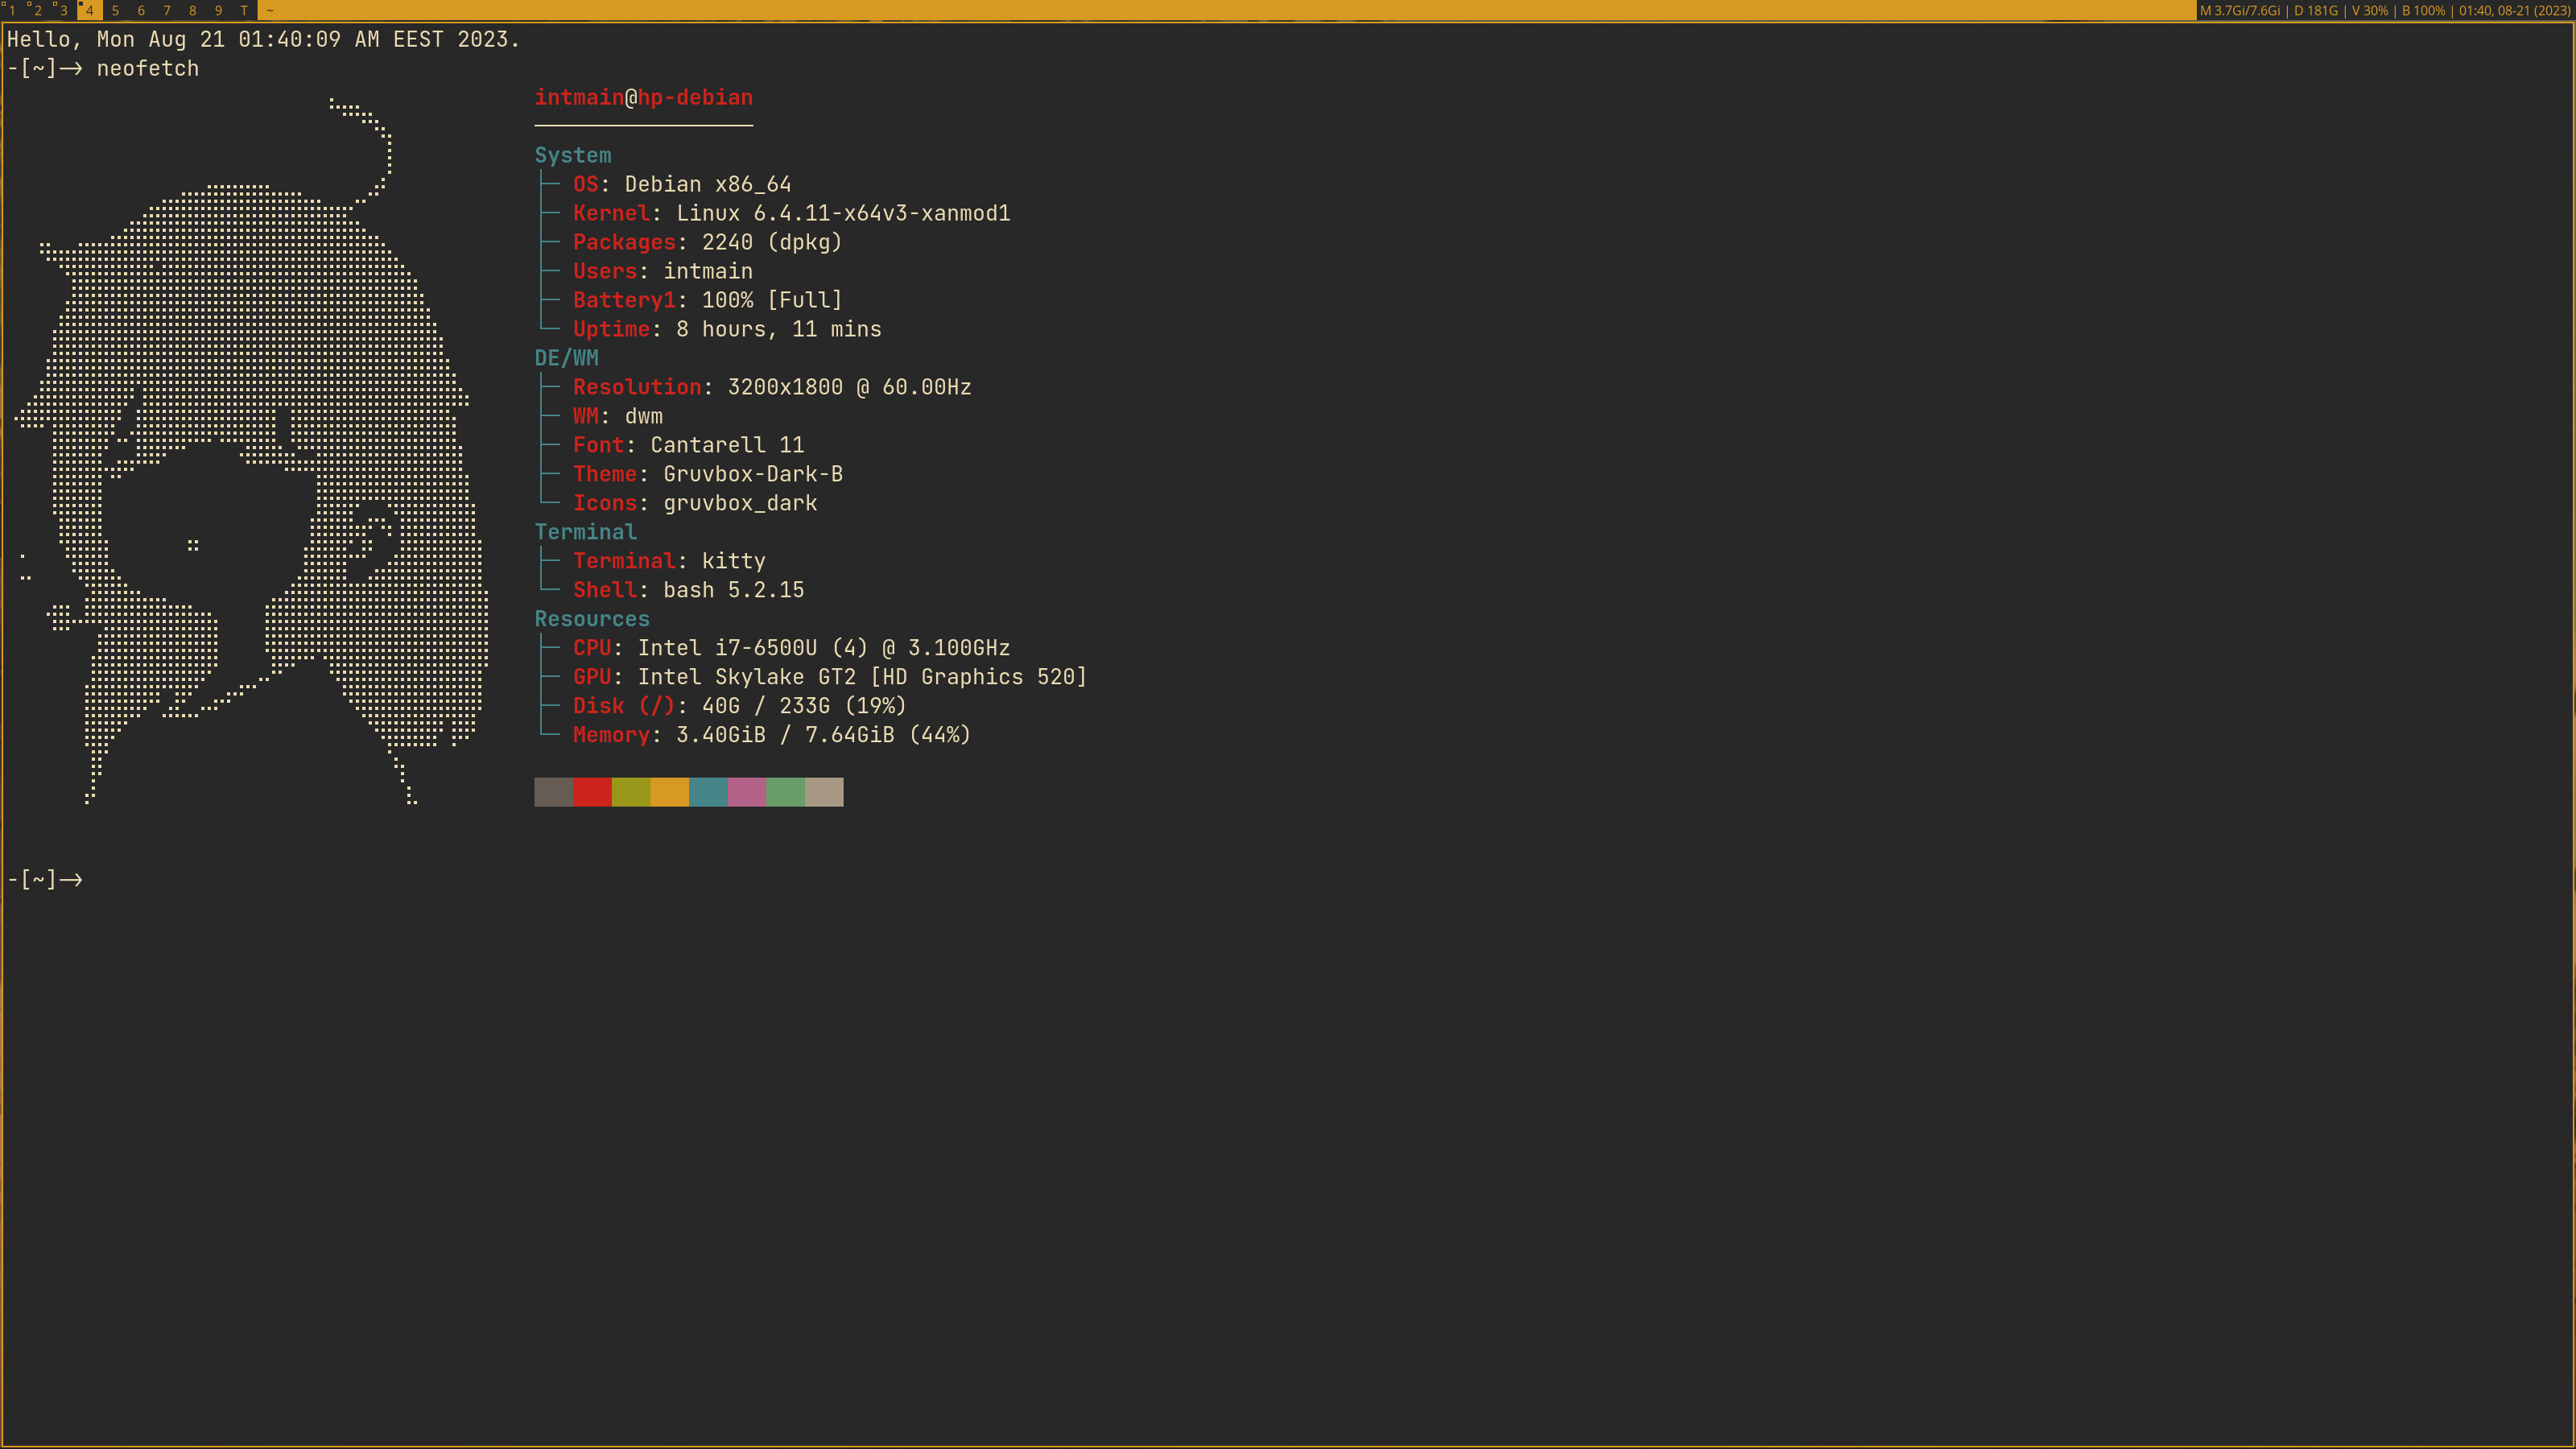 1 2 3 4 5 6 7 8 9 T ~ M 3.7Gi/7.6Gi | D 181G | V 30% | B 100% | 01:40, 08-21 (2023)
Hello, Mon Aug 21 01:40:09 AM EEST 2023.
-[~]-> neofetch
intmain@hp-debian
System
OS: Debian x86_64
Kernel: Linux 6.4.11-x64v3-xanmod1
Packages: 2240 (dpkg)
Users: intmain
Battery1: 100% [Full]
Uptime: 8 hours, 11 mins
DE/WM
Resolution: 3200x1800 @ 60.00Hz
WM: dwm
Font: Cantarell 11
Theme: Gruvbox-Dark-B
Icons: gruvbox_dark
Terminal
Terminal: kitty
Shell: bash 5.2.15
Resources
CPU: Intel i7-6500U (4) @ 3.100GHz
GPU: Intel Skylake GT2 [HD Graphics 520]
Disk (/): 40G / 233G (19%)
Memory: 3.40GiB / 7.64GiB (44%)
-[~]->